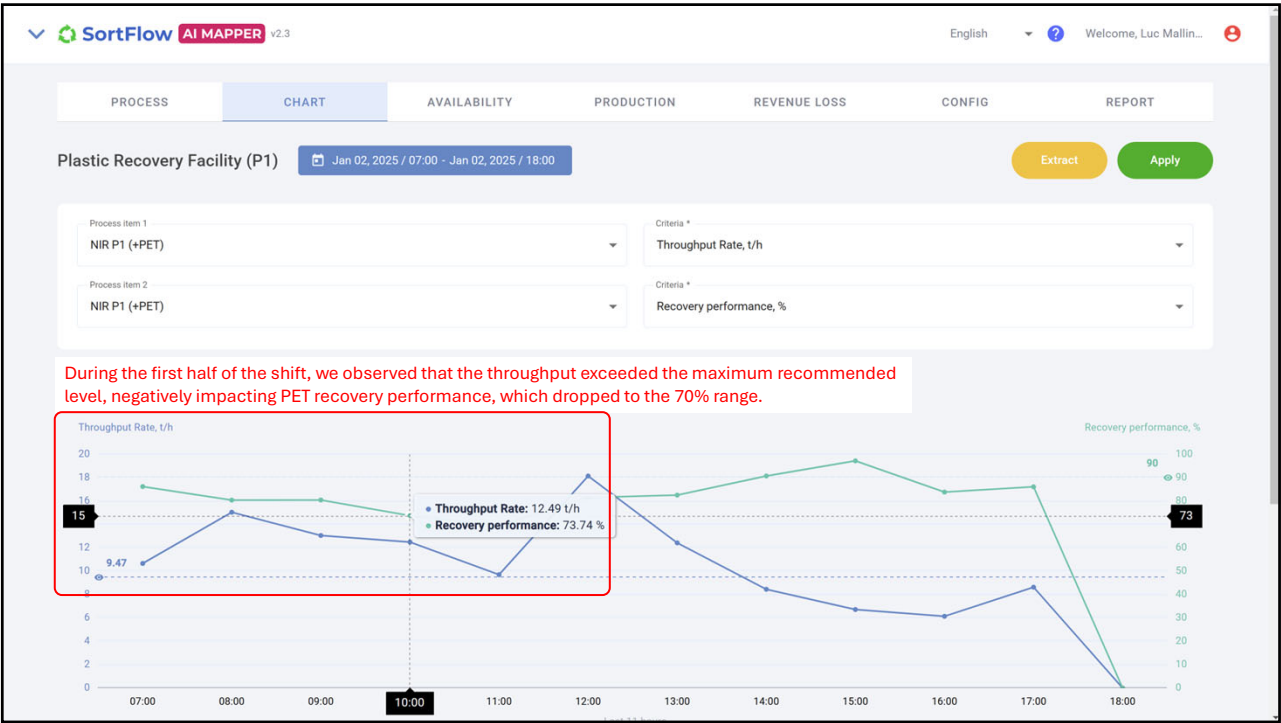 SortFlow AI MAPPER v2.3
English
? Welcome, Luc Mallin...
PROCESS CHART AVAILABILITY PRODUCTION REVENUE LOSS CONFIG REPORT
Plastic Recovery Facility (P1)
Jan 02, 2025 / 07:00 - Jan 02, 2025 / 18:00
Extract
Apply
Process item 1
NIR P1 (+PET)
Criteria *
Throughput Rate, t/h
Process item 2
NIR P1 (+PET)
Criteria *
Recovery performance, %
During the first half of the shift, we observed that the throughput exceeded the maximum recommended
level, negatively impacting PET recovery performance, which dropped to the 70% range.
Throughput Rate, t/h
Recovery performance, %
20
18
16
15
12
10
9.47
8
6
4
2
0
Throughput Rate: 12.49 t/h
Recovery performance: 73.74 %
100
90
90
80
73
60
50
40
30
20
10
0
07:00 08:00 09:00 10:00 11:00 12:00 13:00 14:00 15:00 16:00 17:00 18:00
Last 11 hours